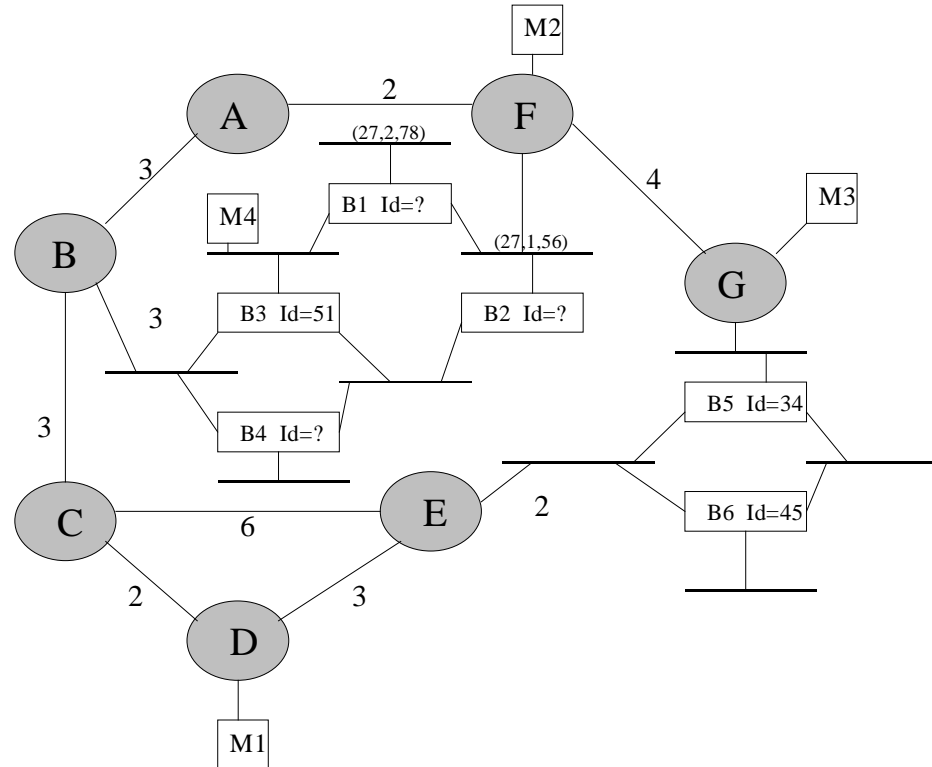 M2
A
2
F
(27,2,78)
3
4
B1 Id=?
M4
M3
B
(27,1,56)
G
3
B3 Id=51
B2 Id=?
B5 Id=34
3
B4 Id=?
C
6
E
2
B6 Id=45
2
3
D
M1